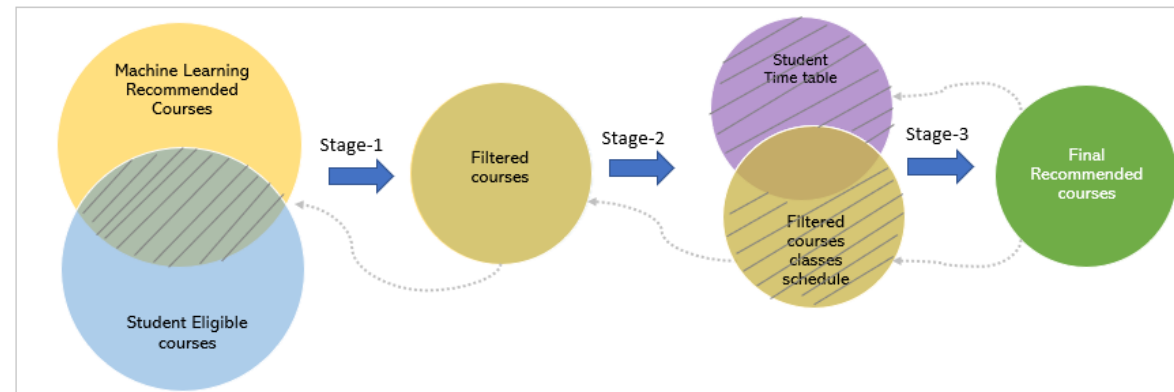 Machine Learning
Recommended
Courses
Student Eligible
courses
Stage-1
Filtered
courses
Stage-2
Student
Time table
Filtered
courses
classes
schedule
Stage-3
Final
Recommended
courses